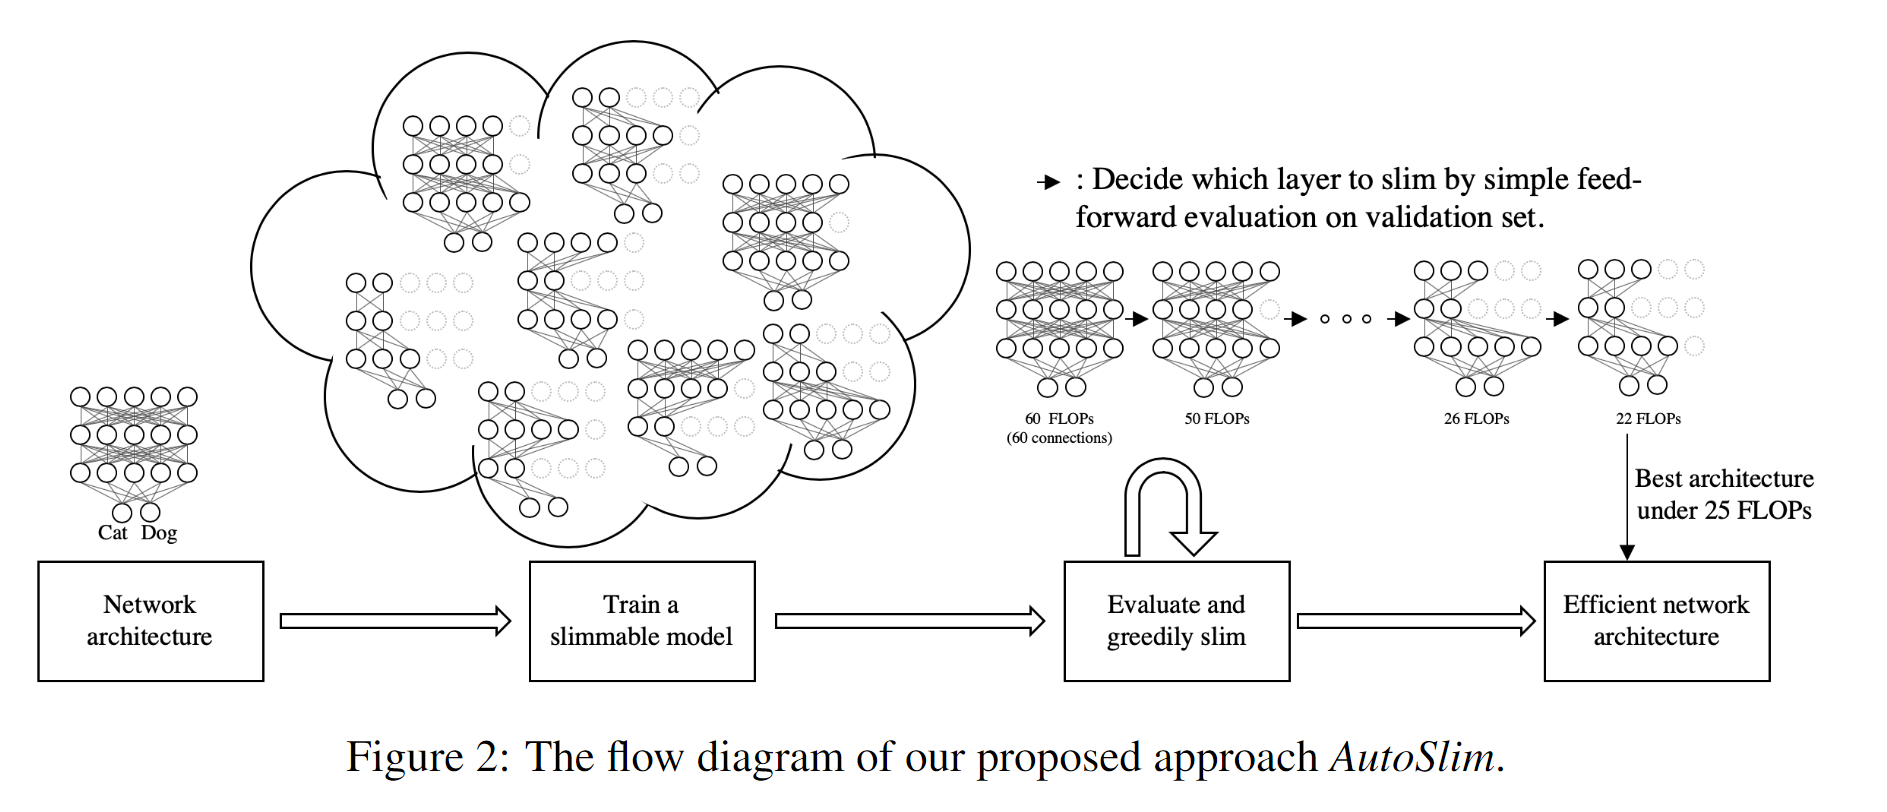 : Decide which layer to slim by simple feed-
forward evaluation on validation set.
60 FLOPs
(60 connections)
50 FLOPs
26 FLOPs
22 FLOPs
Best architecture
under 25 FLOPs
Cat Dog
Network
architecture
Train a
slimmable model
Evaluate and
greedily slim
Efficient network
architecture
Figure 2: The flow diagram of our proposed approach AutoSlim.